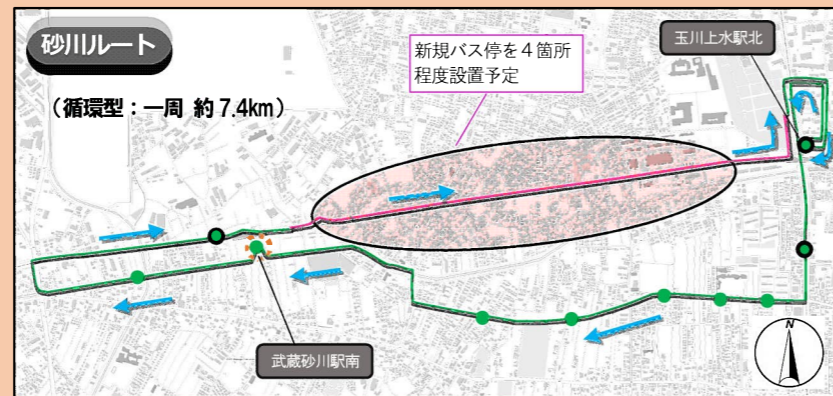 砂川ルート
（循環型：一周 約7.4km）
新規バス停を４箇所
程度設置予定
玉川上水駅北
武蔵砂川駅南
N